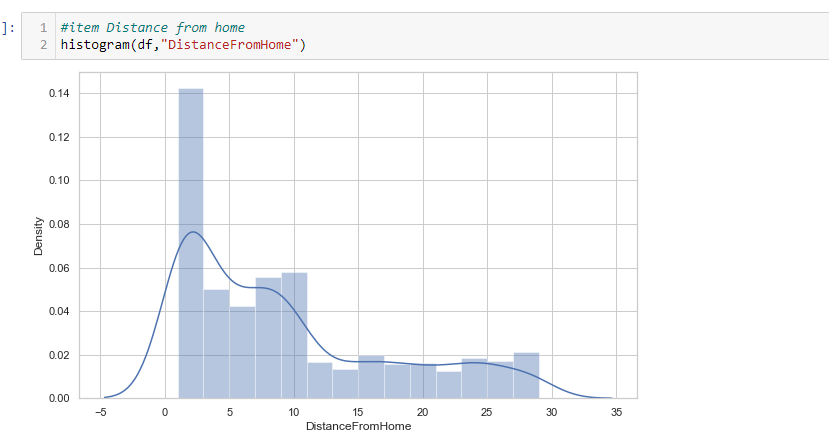 ]:
1 #item Distance from home
2 histogram(df,"DistanceFromHome")
0.14
0.12
0.10
0.08
0.06
0.04
0.02
0.00
Density
−5 0 5 10 15 20 25 30 35
DistanceFromHome